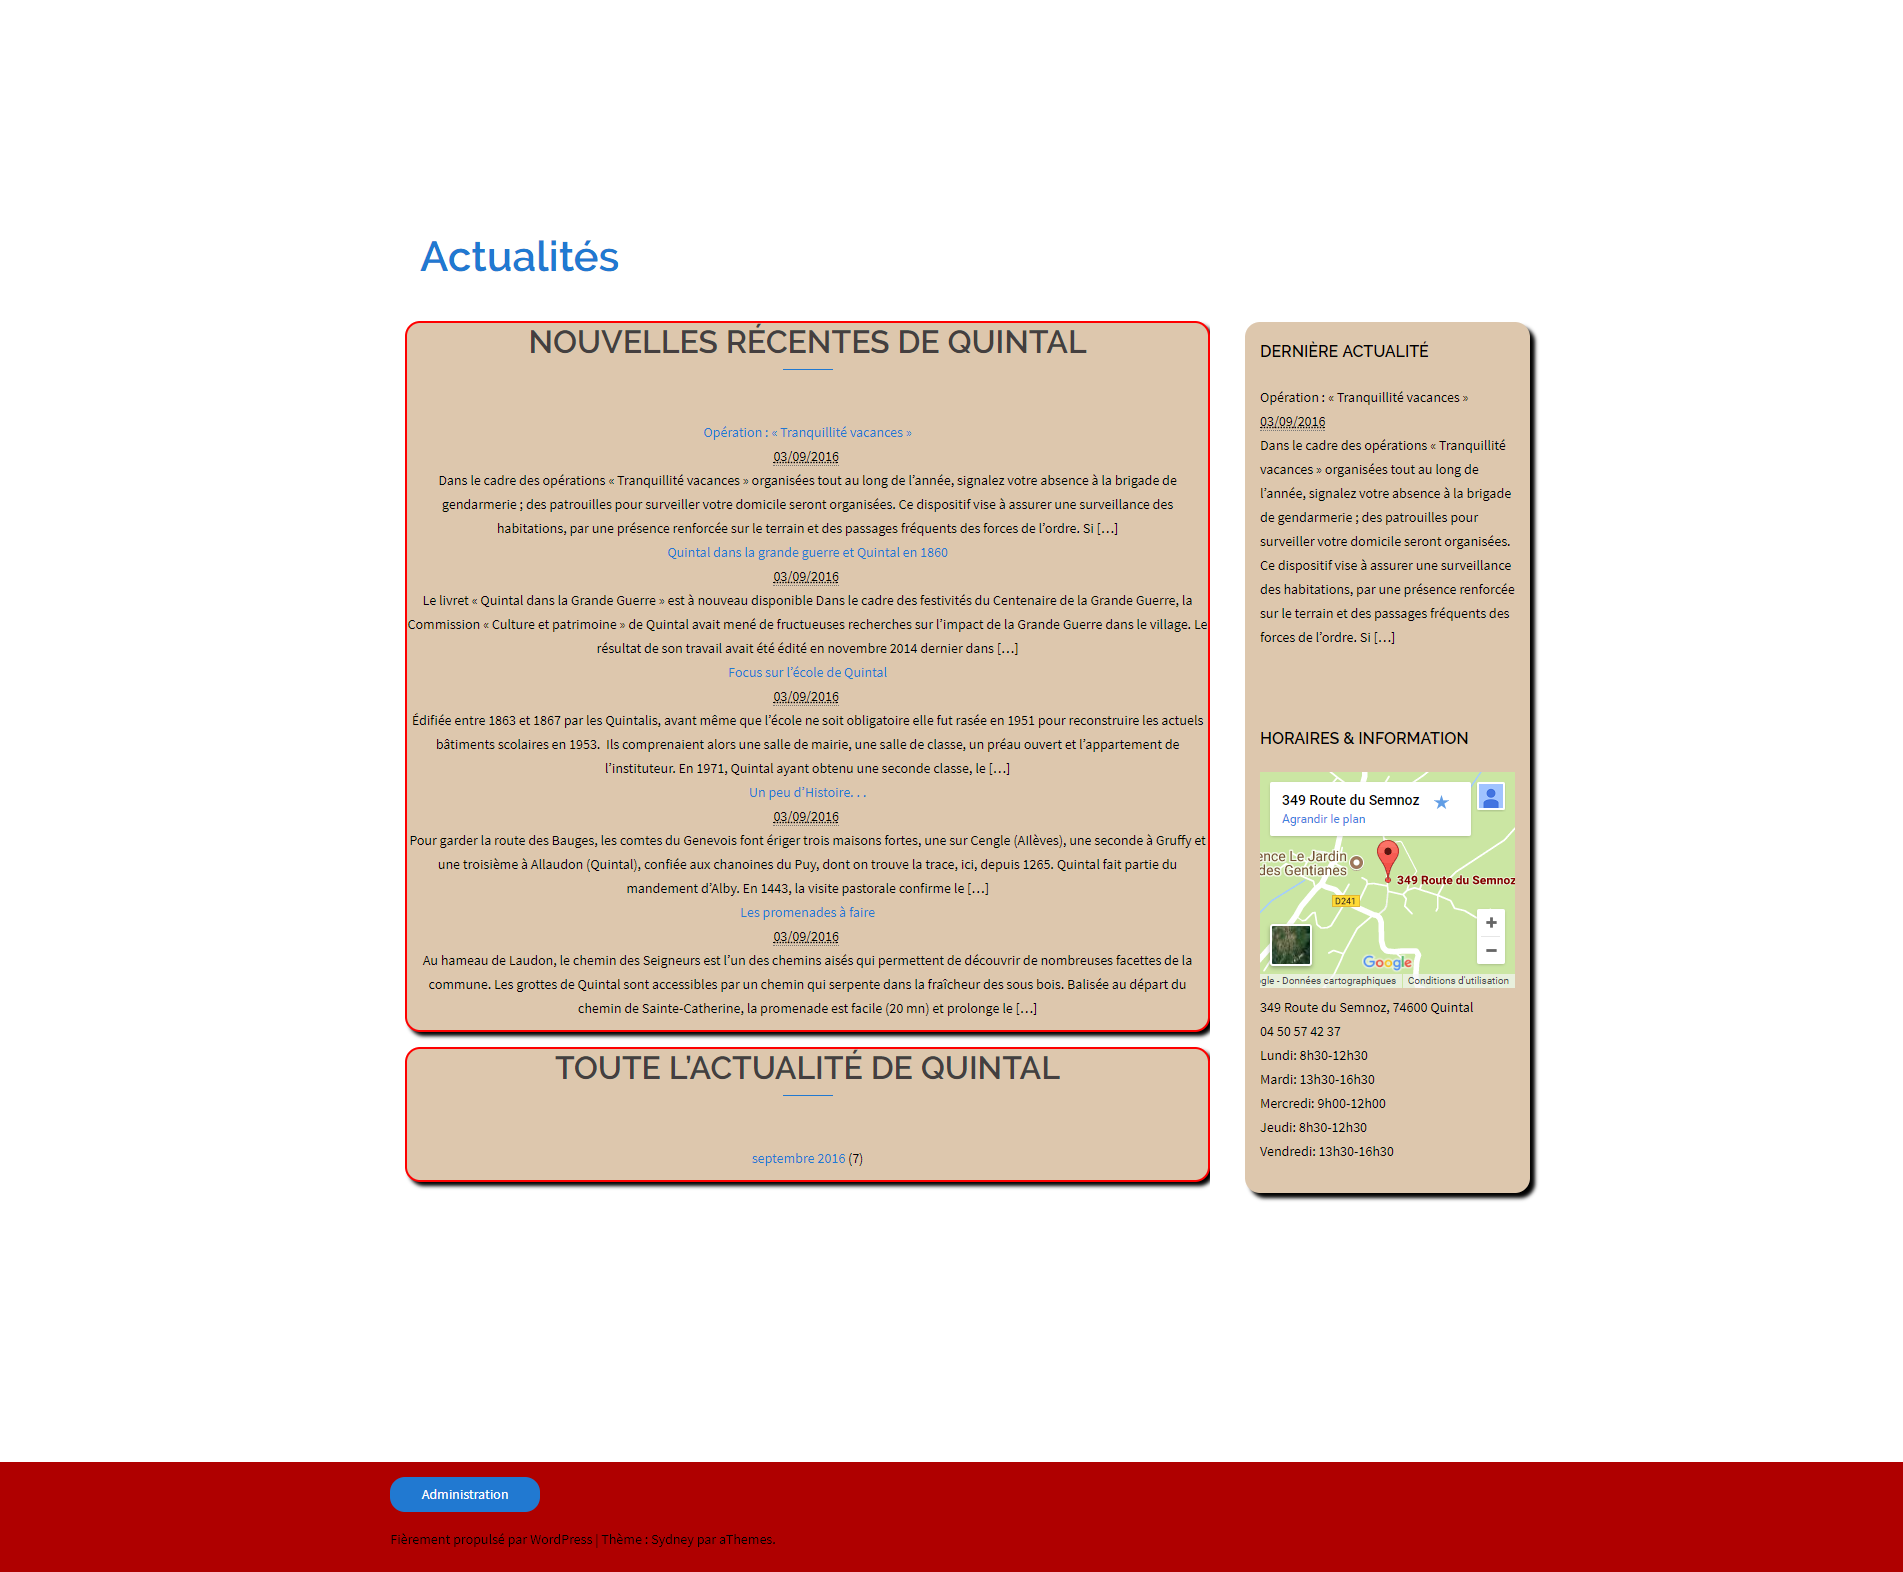 Actualités
NOUVELLES RÉCENTES DE QUINTAL
Opération : « Tranquillité vacances »
03/09/2016
Dans le cadre des opérations « Tranquillité vacances » organisées tout au long de l’année, signalez votre absence à la brigade de
gendarmerie ; des patrouilles pour surveiller votre domicile seront organisées. Ce dispositif vise à assurer une surveillance des
habitations, par une présence renforcée sur le terrain et des passages fréquents des forces de l’ordre. Si […]
Quintal dans la grande guerre et Quintal en 1860
03/09/2016
Le livret « Quintal dans la Grande Guerre » est à nouveau disponible Dans le cadre des festivités du Centenaire de la Grande Guerre, la
Commission « Culture et patrimoine » de Quintal avait mené de fructueuses recherches sur l’impact de la Grande Guerre dans le village. Le
résultat de son travail avait été édité en novembre 2014 dernier dans […]
Focus sur l’école de Quintal
03/09/2016
Édifiée entre 1863 et 1867 par les Quintalis, avant même que l’école ne soit obligatoire elle fut rasée en 1951 pour reconstruire les actuels
bâtiments scolaires en 1953.  Ils comprenaient alors une salle de mairie, une salle de classe, un préau ouvert et l’appartement de
l’instituteur. En 1971, Quintal ayant obtenu une seconde classe, le […]
Un peu d’Histoire. . .
03/09/2016
Pour garder la route des Bauges, les comtes du Genevois font ériger trois maisons fortes, une sur Cengle (AIlèves), une seconde à Gruffy et
une troisième à Allaudon (Quintal), confiée aux chanoines du Puy, dont on trouve la trace, ici, depuis 1265. Quintal fait partie du
mandement d’Alby. En 1443, la visite pastorale confirme le […]
Les promenades à faire
03/09/2016
Au hameau de Laudon, le chemin des Seigneurs est l’un des chemins aisés qui permettent de découvrir de nombreuses facettes de la
commune. Les grottes de Quintal sont accessibles par un chemin qui serpente dans la fraîcheur des sous bois. Balisée au départ du
chemin de Sainte-Catherine, la promenade est facile (20 mn) et prolonge le […]
TOUTE L’ACTUALITÉ DE QUINTAL
septembre 2016 (7)
DERNIÈRE ACTUALITÉ
Opération : « Tranquillité vacances »
03/09/2016
Dans le cadre des opérations « Tranquillité
vacances » organisées tout au long de
l’année, signalez votre absence à la brigade
de gendarmerie ; des patrouilles pour
surveiller votre domicile seront organisées.
Ce dispositif vise à assurer une surveillance
des habitations, par une présence renforcée
sur le terrain et des passages fréquents des
forces de l’ordre. Si […]
HORAIRES & INFORMATION
349 Route du Semnoz
Agrandir le plan
ence Le Jardin
des Gentianes
349 Route du Semnoz
D241
+
−
Google
gle - Données cartographiques
Conditions d'utilisation
349 Route du Semnoz, 74600 Quintal
04 50 57 42 37
Lundi: 8h30-12h30
Mardi: 13h30-16h30
Mercredi: 9h00-12h00
Jeudi: 8h30-12h30
Vendredi: 13h30-16h30
Administration
Fièrement propulsé par WordPress | Thème : Sydney par aThemes.